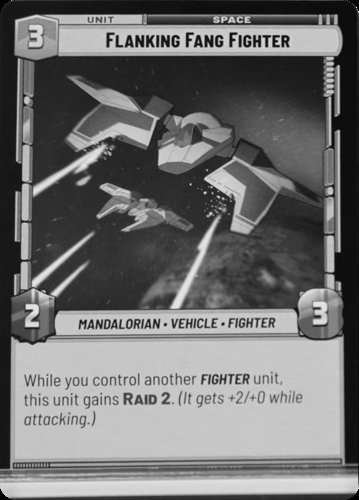 UNIT SPACE
3 FLANKING FANG FIGHTER
2 MANDALORIAN • VEHICLE • FIGHTER 3
While you control another FIGHTER unit,
this unit gains RAID 2. (It gets +2/+0 while
attacking.)